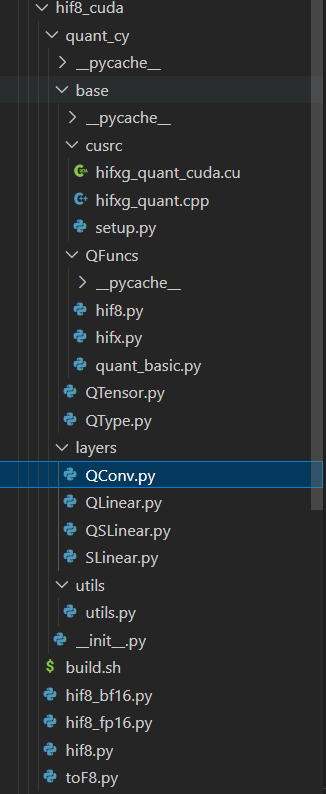 hif8_cuda
quant_cy
__pycache__
base
__pycache__
cusrc
hifxg_quant_cuda.cu
hifxg_quant.cpp
setup.py
QFuncs
__pycache__
hif8.py
hifx.py
quant_basic.py
QTensor.py
QType.py
layers
QConv.py
QLinear.py
QSLinear.py
SLinear.py
utils
utils.py
__init__.py
$ build.sh
hif8_bf16.py
hif8_fp16.py
hif8.py
toF8.py